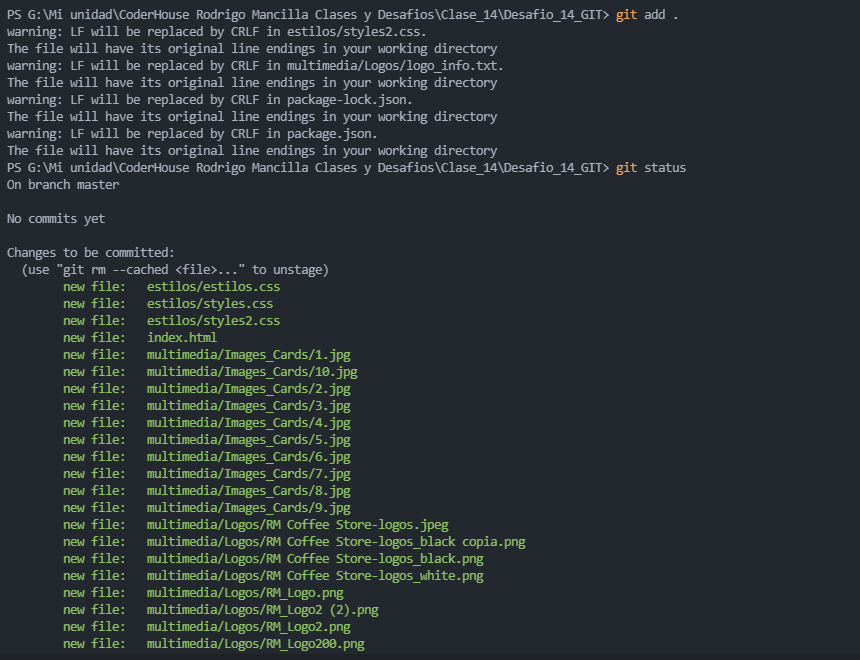 PS G:\Mi unidad\CoderHouse Rodrigo Mancilla Clases y Desafios\Clase_14\Desafio_14_GIT> git add .
warning: LF will be replaced by CRLF in estilos/styles2.css.
The file will have its original line endings in your working directory
warning: LF will be replaced by CRLF in multimedia/Logos/logo_info.txt.
The file will have its original line endings in your working directory
warning: LF will be replaced by CRLF in package-lock.json.
The file will have its original line endings in your working directory
warning: LF will be replaced by CRLF in package.json.
The file will have its original line endings in your working directory
PS G:\Mi unidad\CoderHouse Rodrigo Mancilla Clases y Desafios\Clase_14\Desafio_14_GIT> git status
On branch master
No commits yet
Changes to be committed:
  (use "git rm --cached <file>..." to unstage)
        new file:   estilos/estilos.css
        new file:   estilos/styles.css
        new file:   estilos/styles2.css
        new file:   index.html
        new file:   multimedia/Images_Cards/1.jpg
        new file:   multimedia/Images_Cards/10.jpg
        new file:   multimedia/Images_Cards/2.jpg
        new file:   multimedia/Images_Cards/3.jpg
        new file:   multimedia/Images_Cards/4.jpg
        new file:   multimedia/Images_Cards/5.jpg
        new file:   multimedia/Images_Cards/6.jpg
        new file:   multimedia/Images_Cards/7.jpg
        new file:   multimedia/Images_Cards/8.jpg
        new file:   multimedia/Images_Cards/9.jpg
        new file:   multimedia/Logos/RM Coffee Store-logos.jpeg
        new file:   multimedia/Logos/RM Coffee Store-logos_black copia.png
        new file:   multimedia/Logos/RM Coffee Store-logos_black.png
        new file:   multimedia/Logos/RM Coffee Store-logos_white.png
        new file:   multimedia/Logos/RM_Logo.png
        new file:   multimedia/Logos/RM_Logo2 (2).png
        new file:   multimedia/Logos/RM_Logo2.png
        new file:   multimedia/Logos/RM_Logo200.png